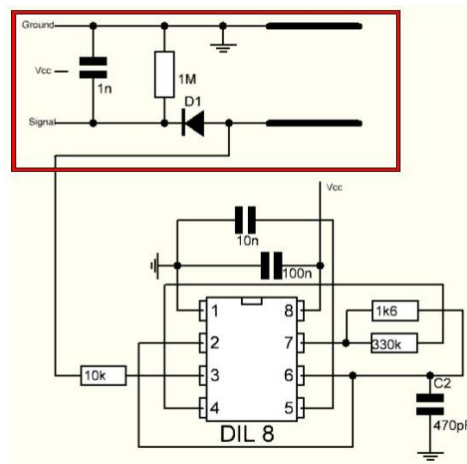 Ground
Vcc
1n
1M
D1
Signal
Vcc
10n
100n
1 8
2 7
3 6
4 5
1k6
330k
10k
C2
470pF
DIL 8